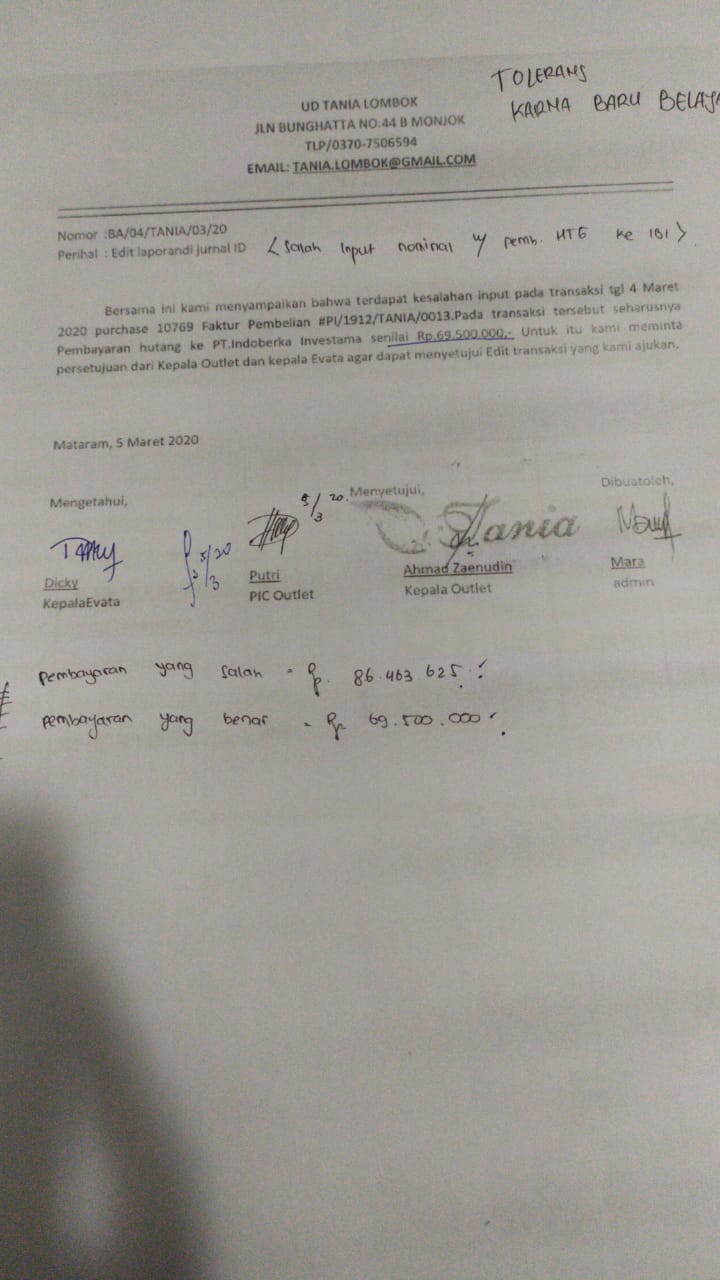 TOLERANS
KARNA BARU BELAJA
UD TANIA LOMBOK
JLN BUNGHATTA NO.44 B MONJOK
TLP/0370-7506594
EMAIL: TANIA.LOMBOK@GMAIL.COM
Nomor :BA/04/TANIA/03/20
Perihal : Edit laporandi jurnal ID < Salah Input nominal u/ pemb. HTG ke IBI >
Bersama ini kami menyampaikan bahwa terdapat kesalahan input pada transaksi tgl 4 Maret
2020 purchase 10769 Faktur Pembelian #PI/1912/TANIA/0013.Pada transaksi tersebut seharusnya
Pembayaran hutang ke PT.Indoberka Investama senilai Rp.69.500.000,- Untuk itu kami meminta
persetujuan dari Kepala Outlet dan kepala Evata agar dapat menyetujui Edit transaksi yang kami ajukan.
Mataram, 5 Maret 2020
Mengetahui, Menyetujui, Dibuatoleh,
5/3 20.
5/3 20
Tania
Dicky Putri Ahmad Zaenudin Mara
KepalaEvata PIC Outlet Kepala Outlet admin
pembayaran yang salah = Rp. 86.463.625
pembayaran yang benar = Rp 69.500.000